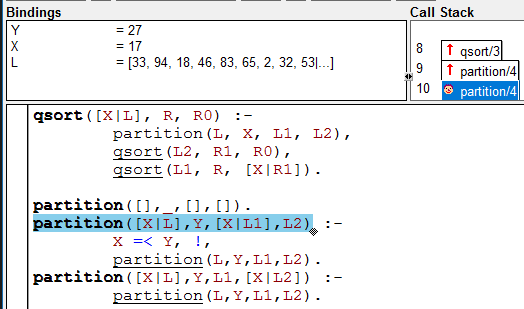 Bindings
Y = 27
X = 17
L = [33, 94, 18, 46, 83, 65, 2, 32, 53|...]
Call Stack
8 qsort/3
9 partition/4
10 partition/4
qsort([X|L], R, R0) :-
partition(L, X, L1, L2),
qsort(L2, R1, R0),
qsort(L1, R, [X|R1]).
partition([],_,[],[]).
partition([X|L],Y,[X|L1],L2) :-
X =< Y, !,
partition(L,Y,L1,L2).
partition([X|L],Y,L1,[X|L2]) :-
partition(L,Y,L1,L2).